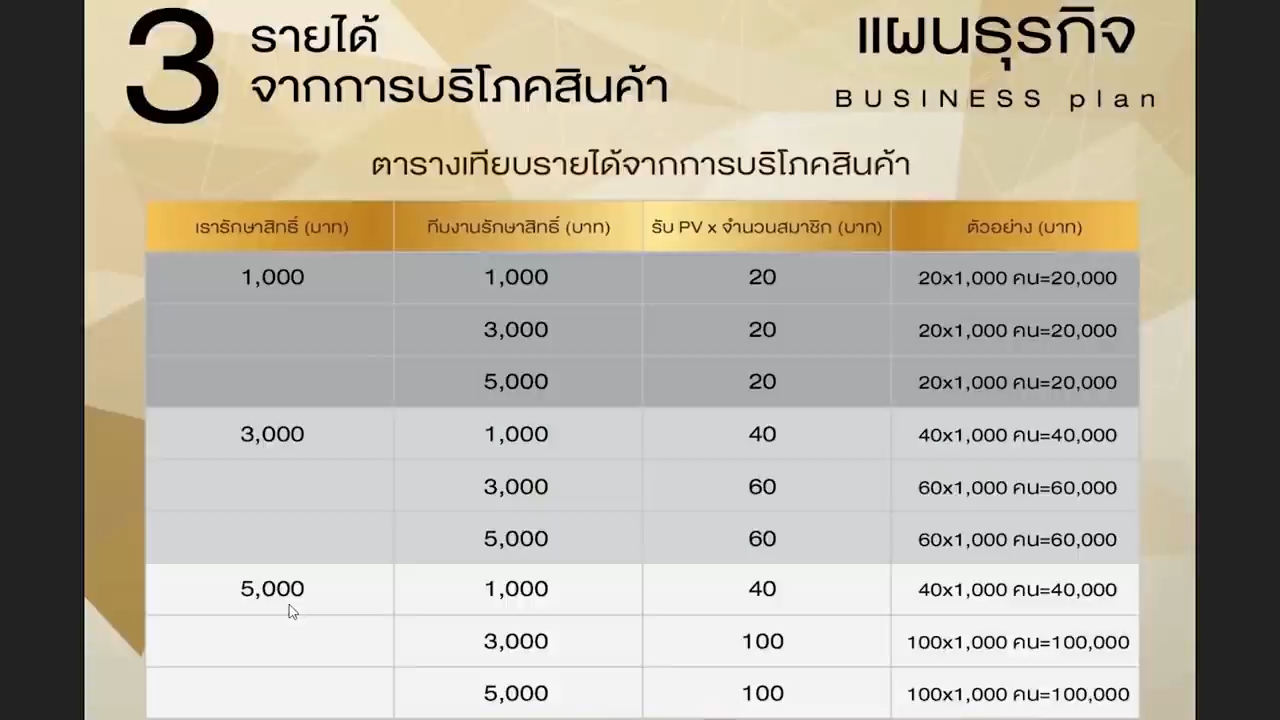 3
รายได้
จากการบริโภคสินค้า
แผนธุรกิจ
BUSINESS plan
ตารางเทียบรายได้จากการบริโภคสินค้า
เรารักษาสิทธิ์ (บาท) ทีมงานรักษาสิทธิ์ (บาท) รับ PV x จำนวนสมาชิก (บาท) ตัวอย่าง (บาท)
1,000 1,000 20 20x1,000 คน=20,000
3,000 20 20x1,000 คน=20,000
5,000 20 20x1,000 คน=20,000
3,000 1,000 40 40x1,000 คน=40,000
3,000 60 60x1,000 คน=60,000
5,000 60 60x1,000 คน=60,000
5,000 1,000 40 40x1,000 คน=40,000
3,000 100 100x1,000 คน=100,000
5,000 100 100x1,000 คน=100,000